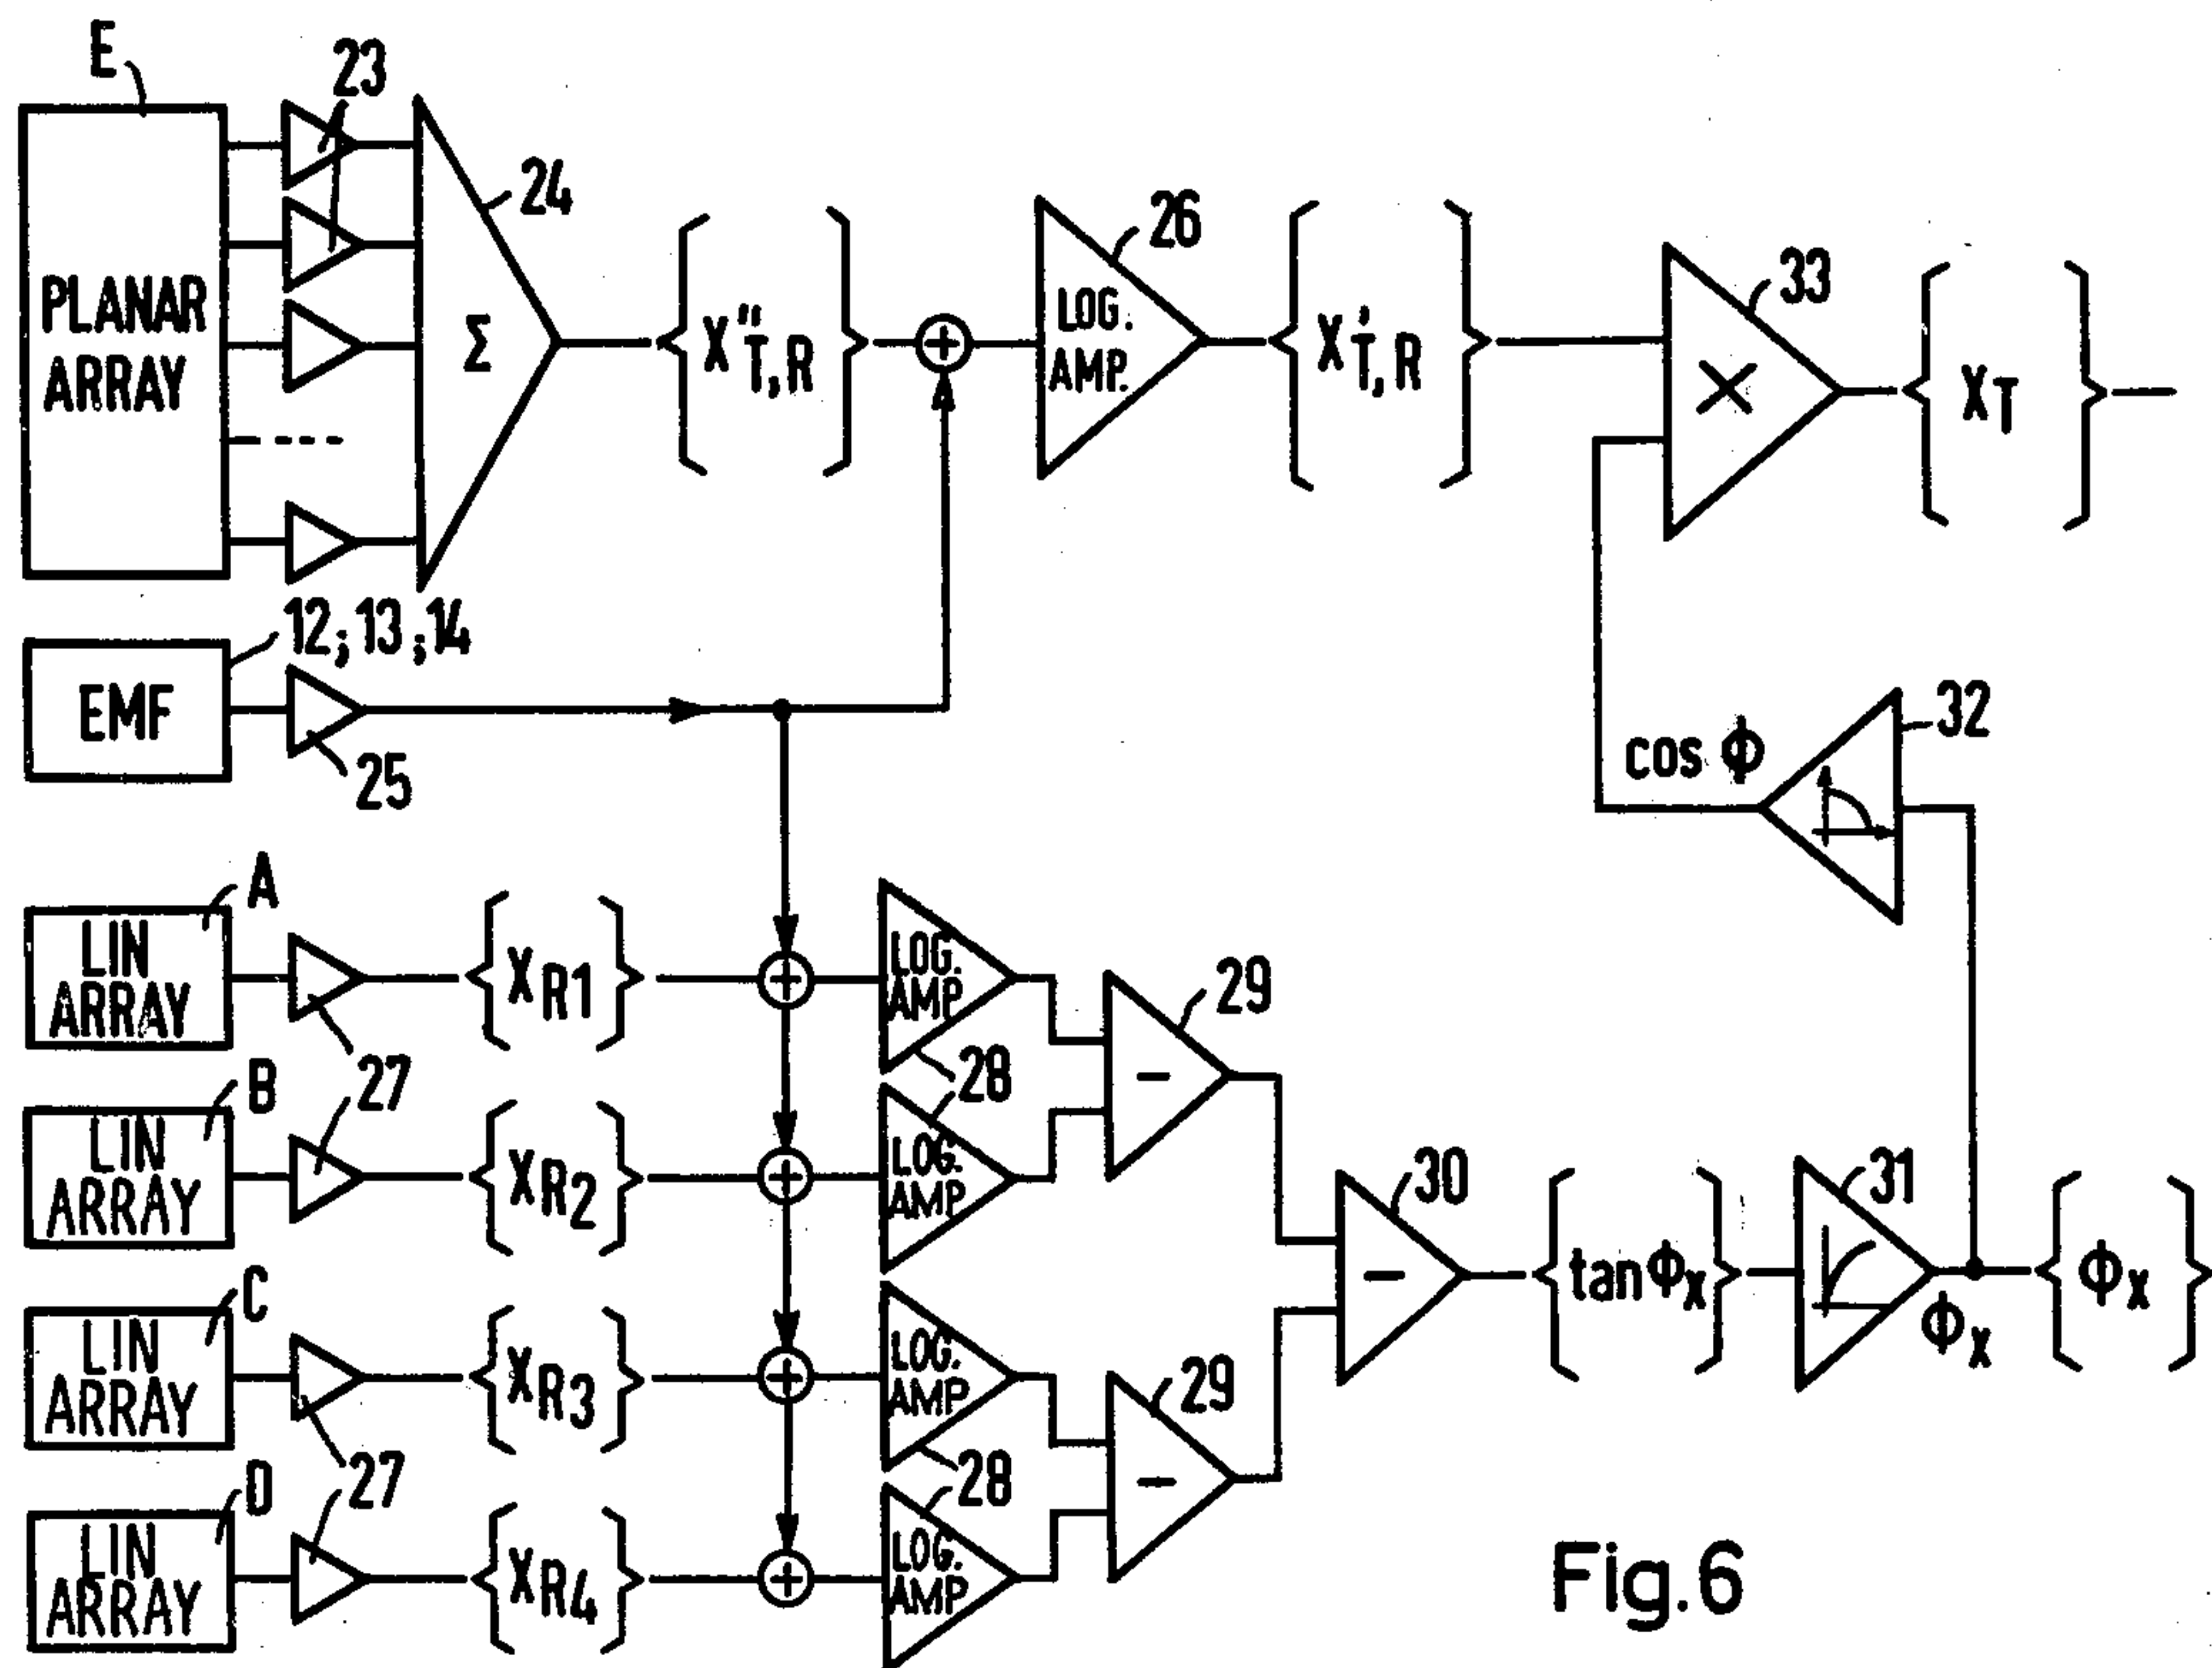 E
23
24
PLANAR
ARRAY
Σ
{X"T,R}
+
26
LOG.
AMP.
{X'T,R}
33
×
{XT}
12; 13; 14
EMF
25
cos Φ
32
A
LIN
ARRAY
{XR1}
+
LOG.
AMP
28
29
-
B
27
LIN
ARRAY
{XR2}
+
LOG.
AMP
30
-
{tanΦx}
31
Φx
{Φx}
C
LIN
ARRAY
{XR3}
+
LOG.
AMP
28
29
-
D
27
LIN
ARRAY
{XR4}
+
LOG.
AMP
Fig.6